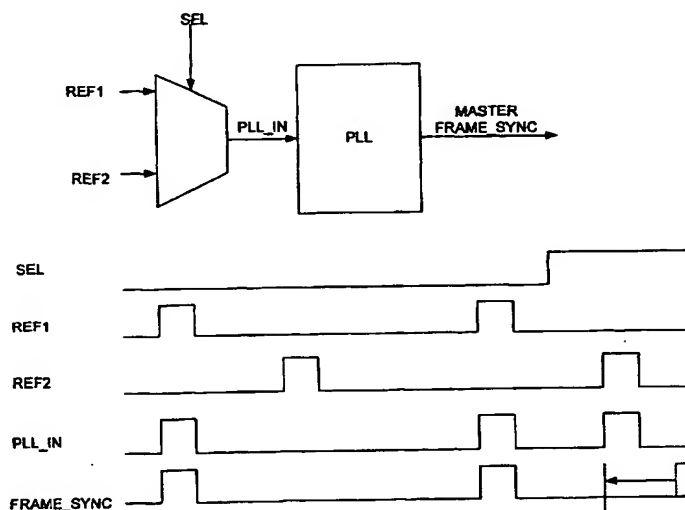 SEL
REF1
REF2
PLL_IN
PLL
MASTER
FRAME_SYNC
SEL
REF1
REF2
PLL_IN
FRAME_SYNC